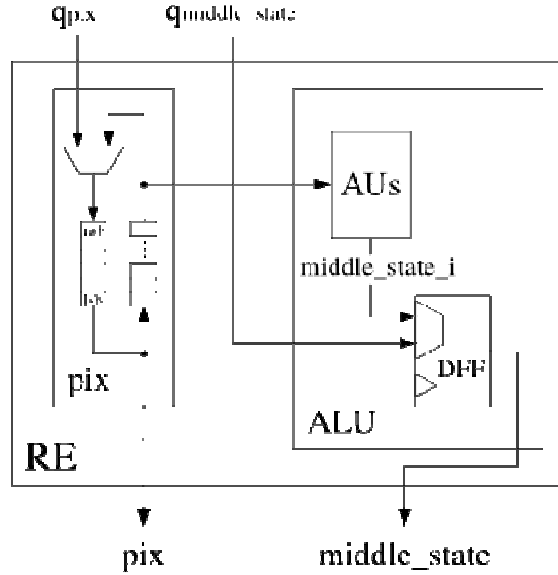 qpix qmiddle_state
AUs
middle_state_i
DFF
pix
ALU
RE
pix middle_state